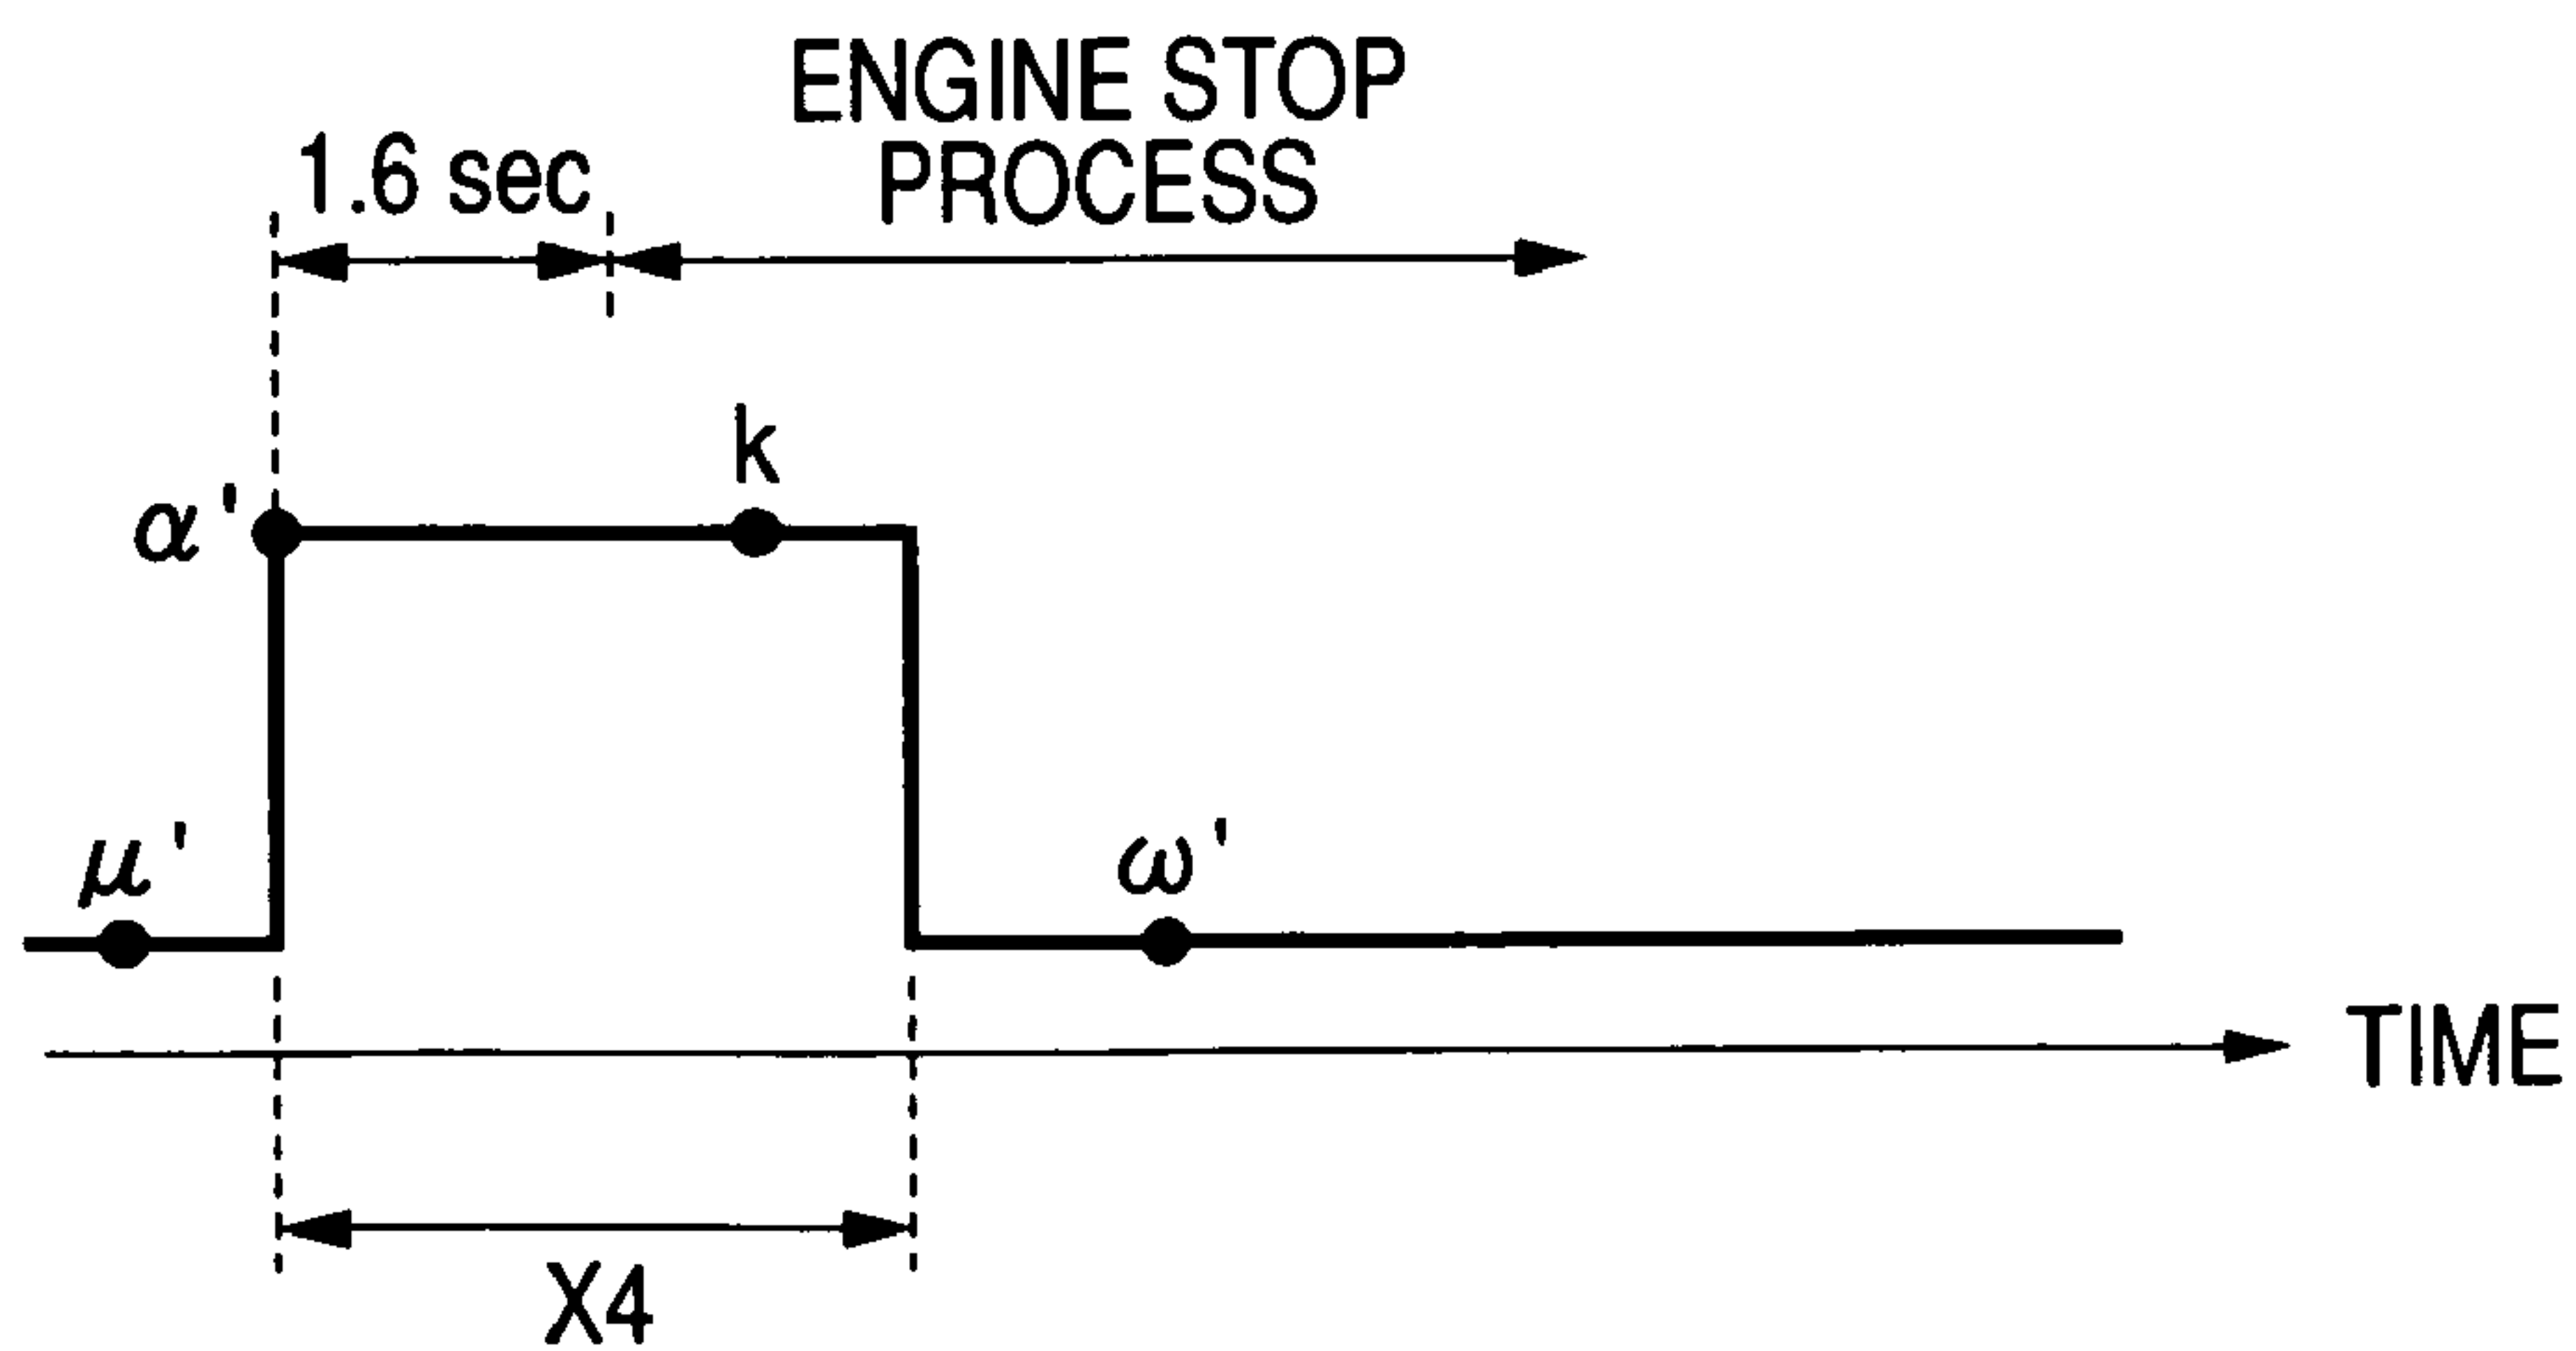 ENGINE STOP
PROCESS
1.6 sec
k
α'
μ'
ω'
TIME
X4